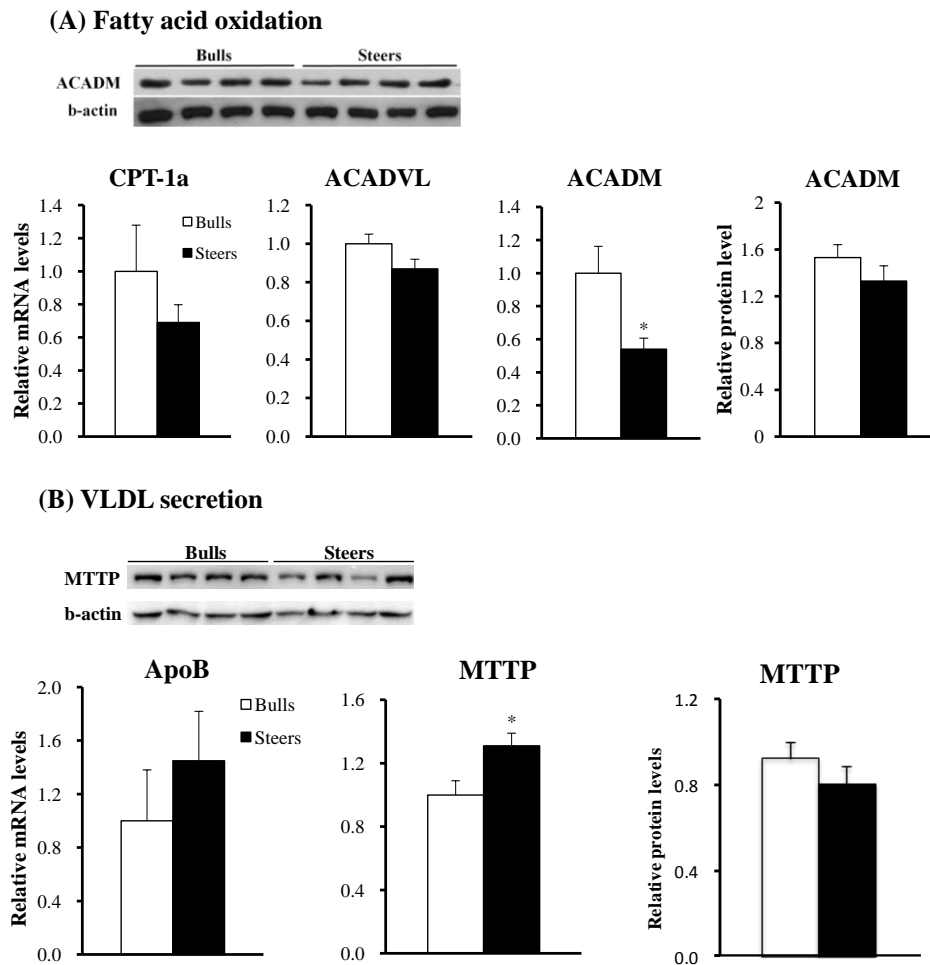 (A) Fatty acid oxidation
Bulls Steers
ACADM
b-actin
CPT-1a
Relative mRNA levels
1.4
1.2
1.0
0.8
0.6
0.4
0.2
0.0
Bulls
Steers
ACADVL
1.2
1.0
0.8
0.6
0.4
0.2
0.0
ACADM
1.4
1.2
1.0
0.8
0.6
0.4
0.2
0.0
*
ACADM
Relative protein level
2
1.6
1.2
0.8
0.4
0
(B) VLDL secretion
Bulls Steers
MTTP
b-actin
ApoB
Relative mRNA levels
2.0
1.6
1.2
0.8
0.4
0.0
Bulls
Steers
MTTP
1.6
1.2
0.8
0.4
0.0
*
MTTP
Relative protein levels
1.2
0.8
0.4
0.0